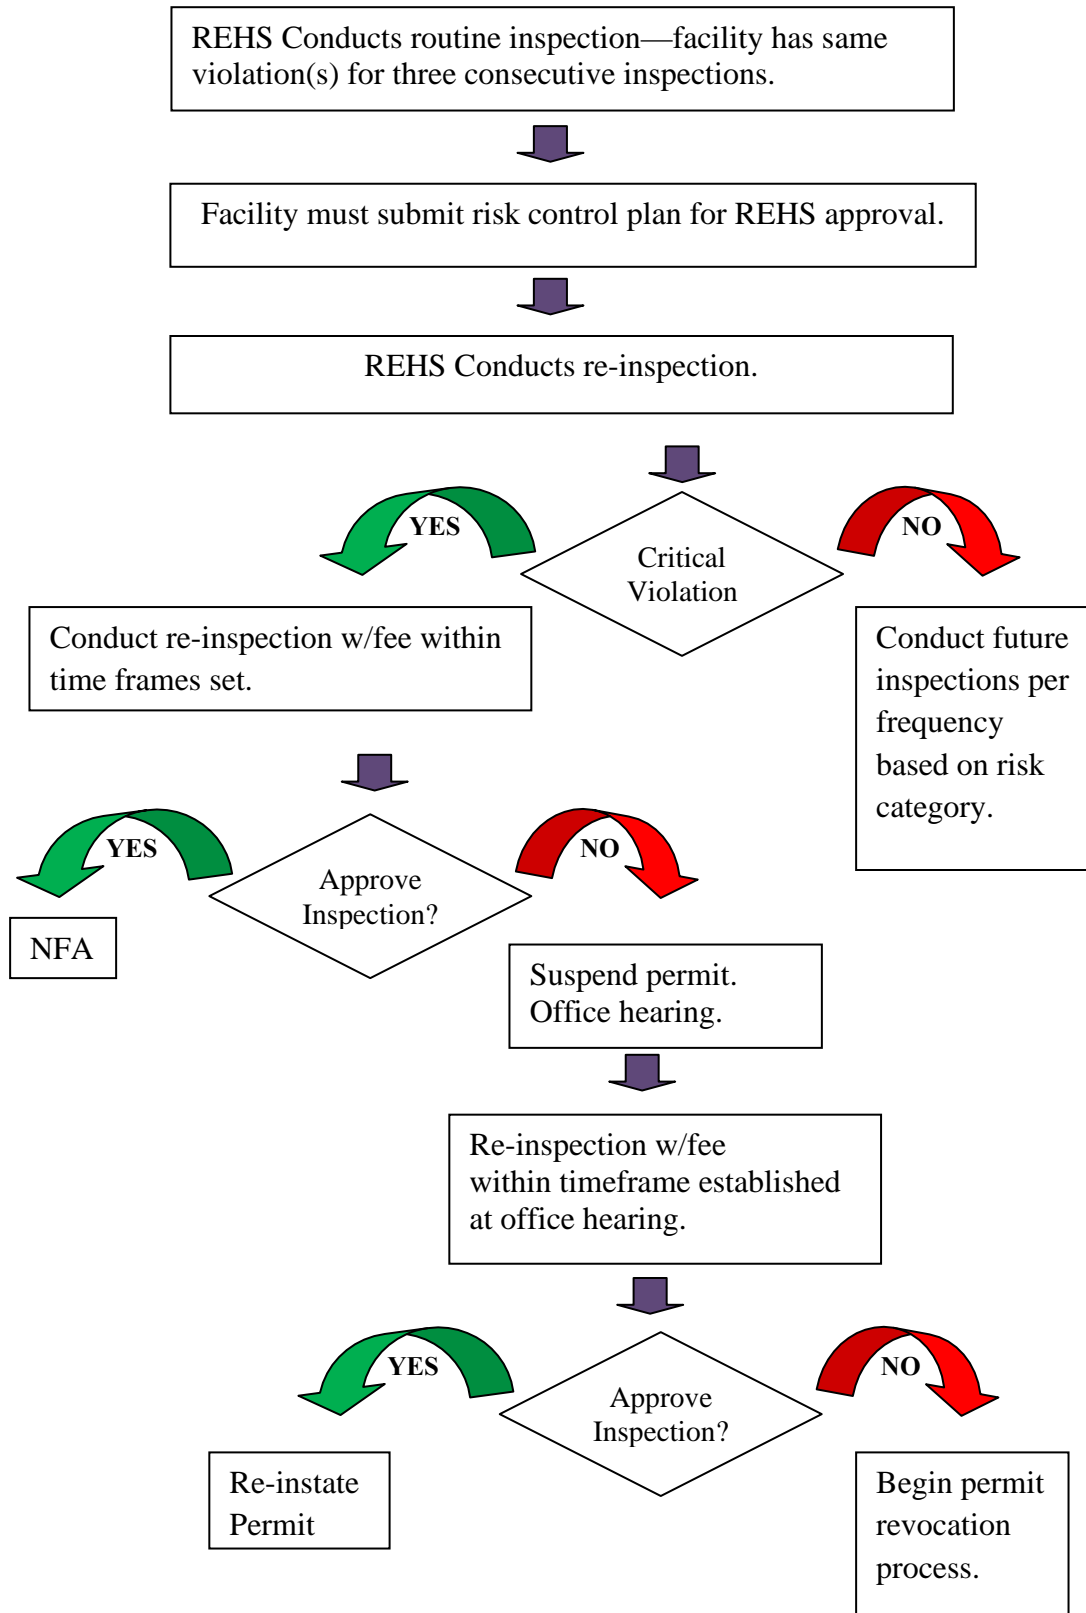 REHS Conducts routine inspection—facility has same
violation(s) for three consecutive inspections.
Facility must submit risk control plan for REHS approval.
REHS Conducts re-inspection.
YES
NO
Critical
Violation
Conduct re-inspection w/fee within
time frames set.
Conduct future
inspections per
frequency
based on risk
category.
YES
NO
Approve
Inspection?
NFA
Suspend permit.
Office hearing.
Re-inspection w/fee
within timeframe established
at office hearing.
YES
NO
Approve
Inspection?
Re-instate
Permit
Begin permit
revocation
process.